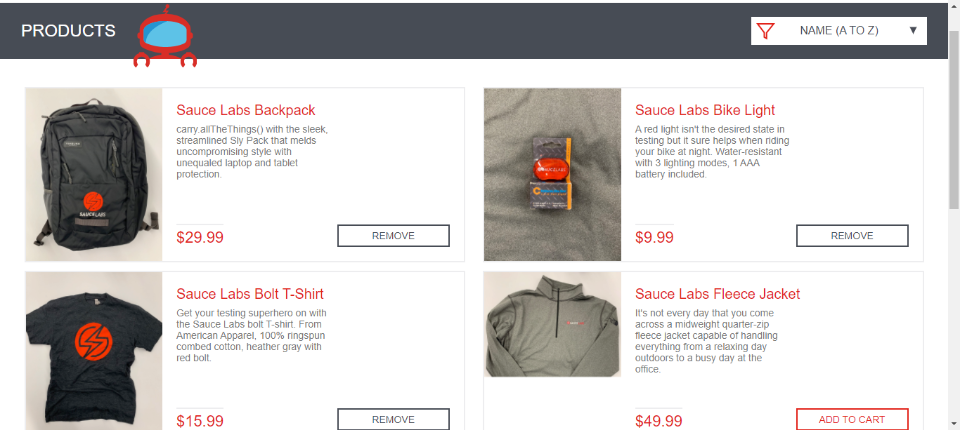 PRODUCTS
NAME (A TO Z)
Sauce Labs Backpack
carry.allTheThings() with the sleek,
streamlined Sly Pack that melds
uncompromising style with
unequaled laptop and tablet
protection.
$29.99
REMOVE
Sauce Labs Bike Light
A red light isn't the desired state in
testing but it sure helps when riding
your bike at night. Water-resistant
with 3 lighting modes, 1 AAA
battery included.
$9.99
REMOVE
Sauce Labs Bolt T-Shirt
Get your testing superhero on with
the Sauce Labs bolt T-shirt. From
American Apparel, 100% ringspun
combed cotton, heather gray with
red bolt.
$15.99
REMOVE
Sauce Labs Fleece Jacket
It's not every day that you come
across a midweight quarter-zip
fleece jacket capable of handling
everything from a relaxing day
outdoors to a busy day at the
office.
$49.99
ADD TO CART
SAUCELABS
SAUCELABS